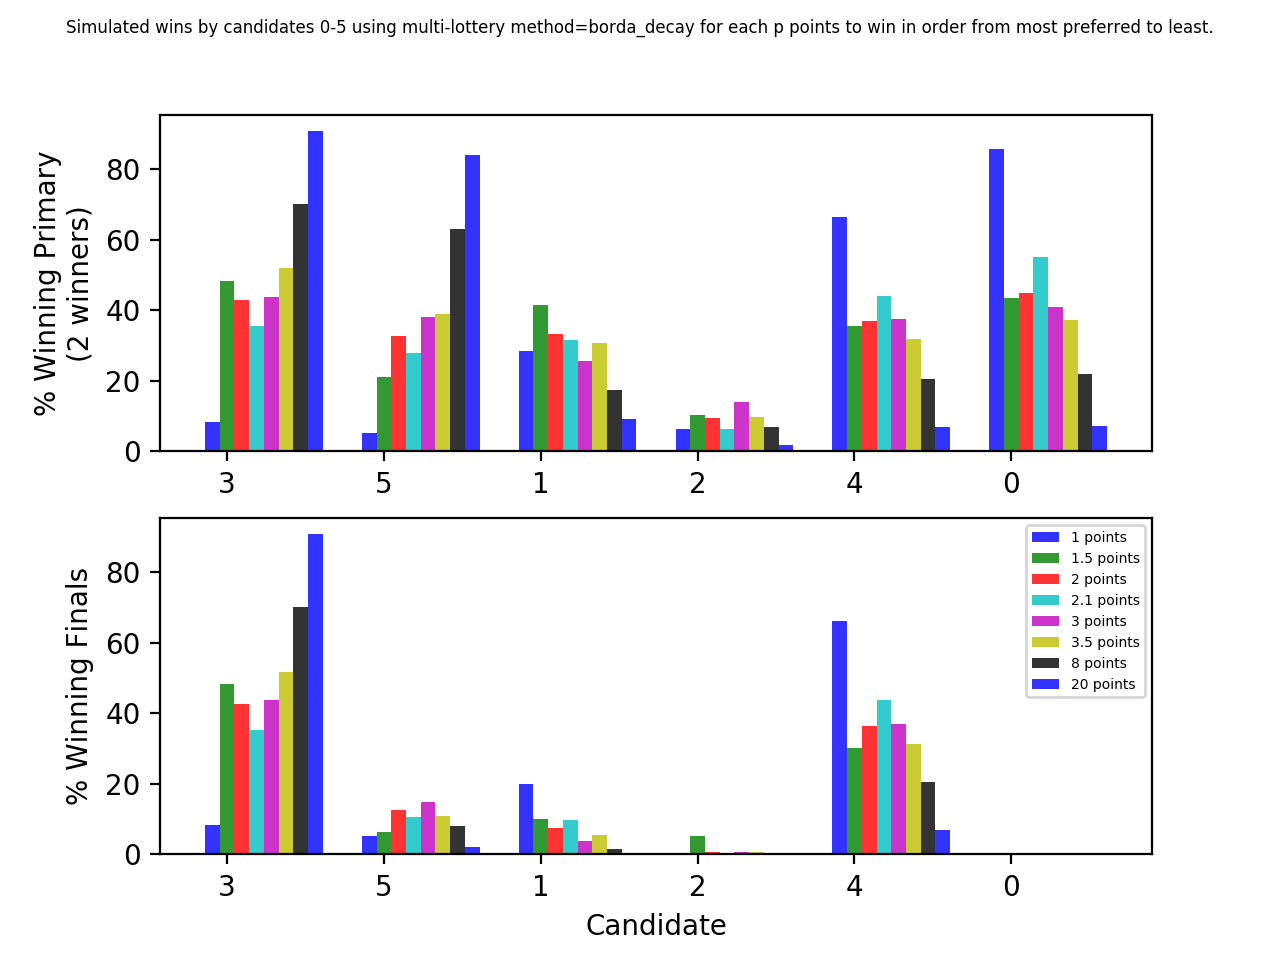 Simulated wins by candidates 0-5 using multi-lottery method=borda_decay for each p points to win in order from most preferred to least.
% Winning Primary
(2 winners)
80
60
40
20
0
3 5 1 2 4 0
% Winning Finals
80
60
40
20
0
1 points
1.5 points
2 points
2.1 points
3 points
3.5 points
8 points
20 points
3 5 1 2 4 0
Candidate